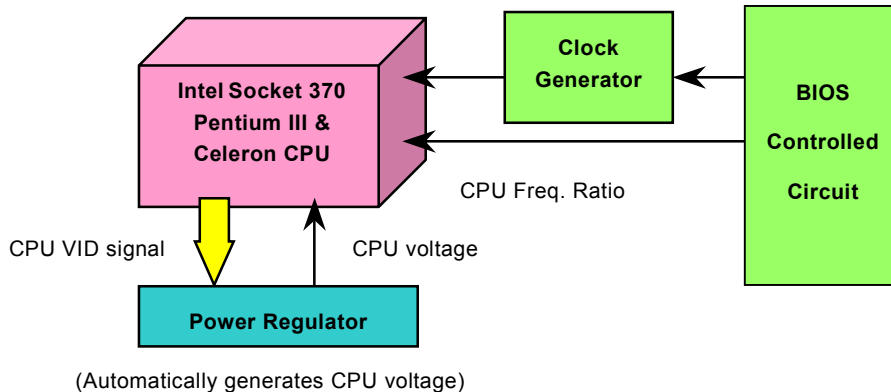 Intel Socket 370
Pentium III &
Celeron CPU
Clock
Generator
BIOS
Controlled
Circuit
CPU Freq. Ratio
CPU VID signal
CPU voltage
Power Regulator
(Automatically generates CPU voltage)